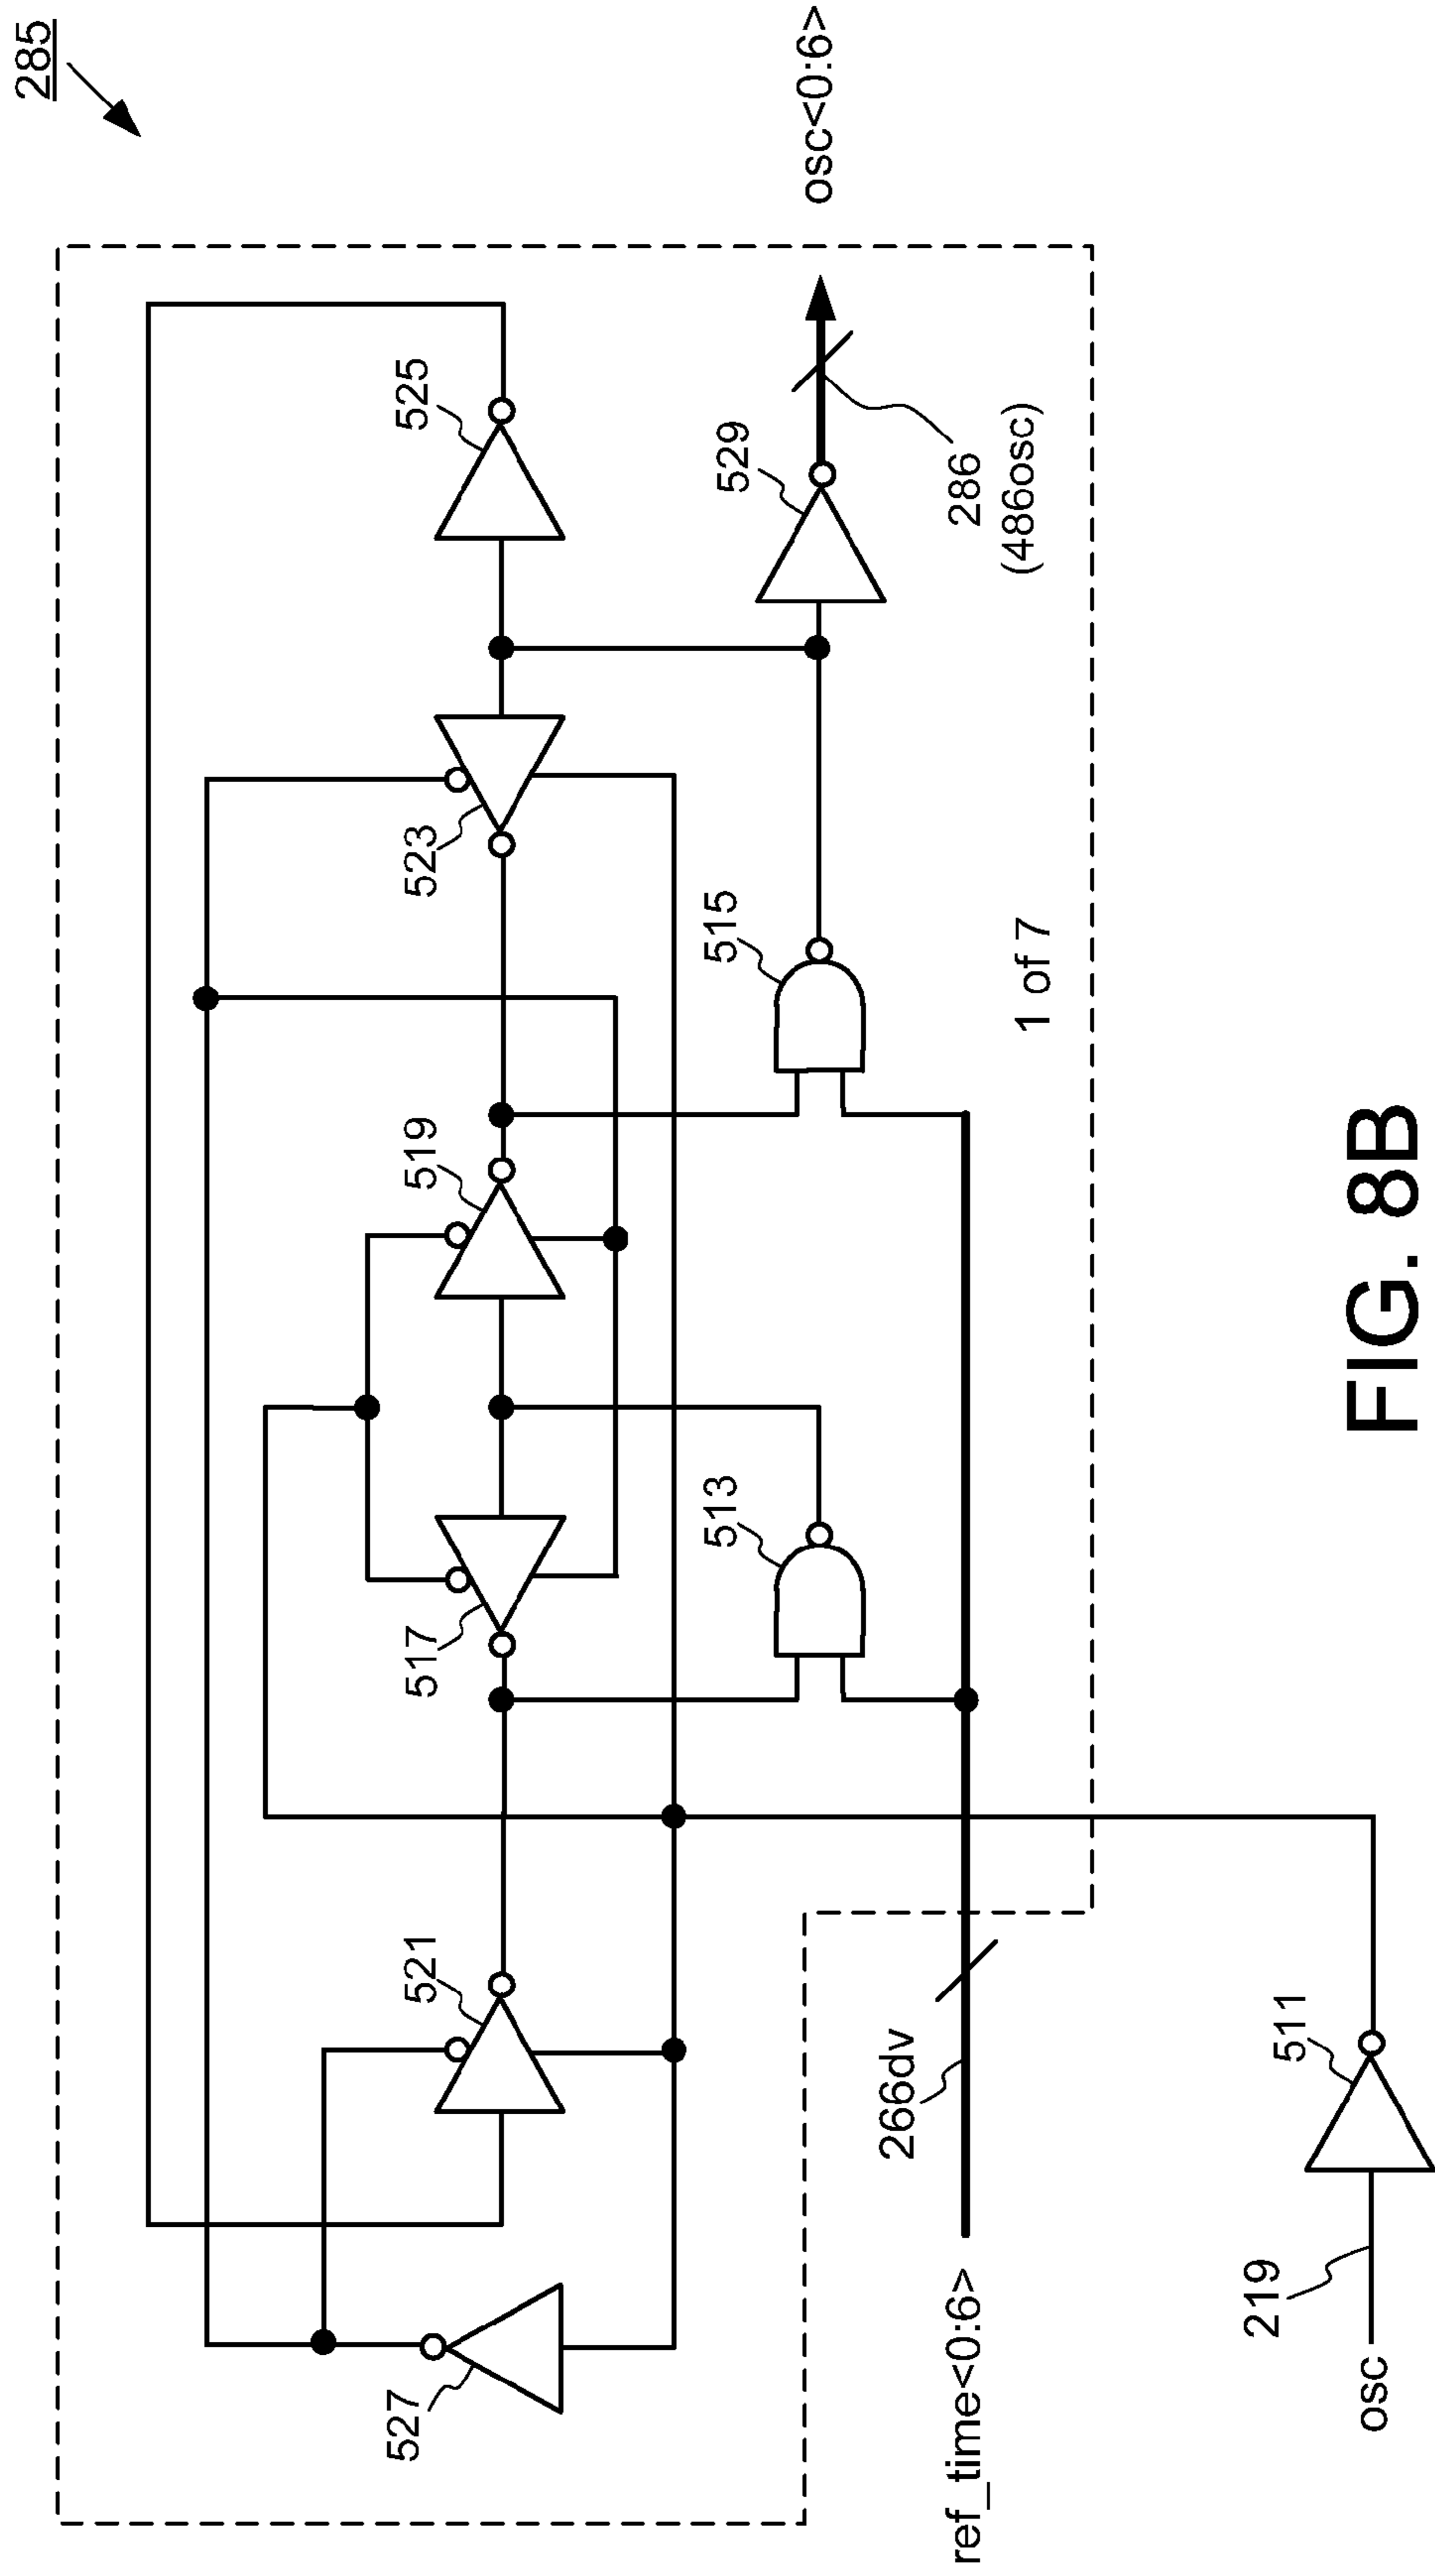 285
525
523
519
517
521
527
osc<0:6>
529
286
(486osc)
515
513
1 of 7
266dv
ref_time<0:6>
511
219
osc
FIG. 8B